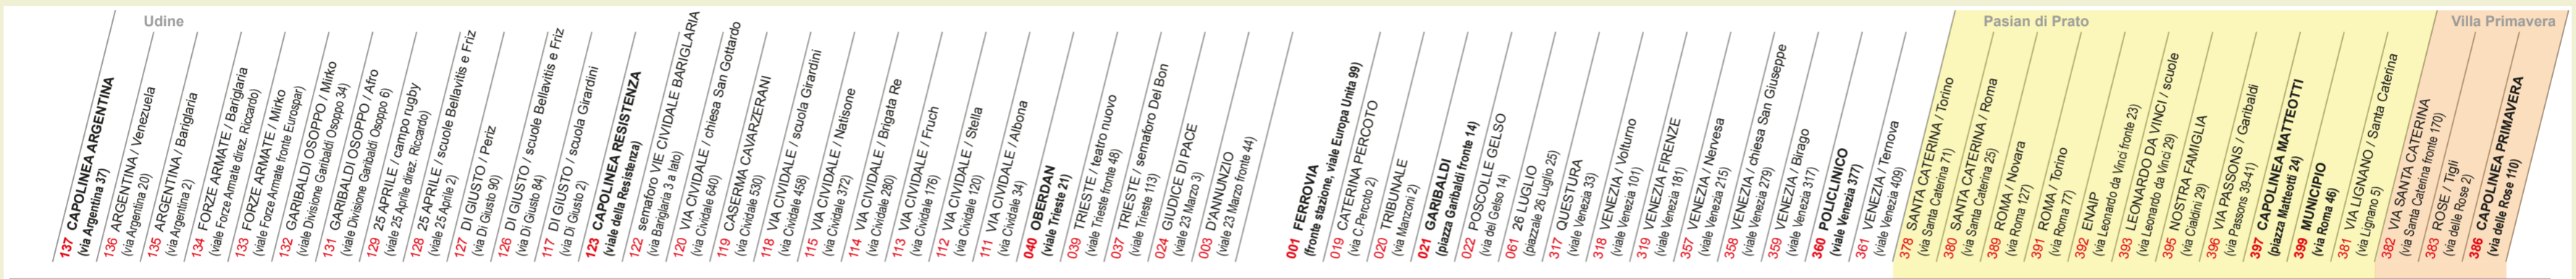 Udine
Pasian di Prato
Villa Primavera
137 CAPOLINEA ARGENTINA
(via Argentina 37)
136 ARGENTINA / Venezuela
(via Argentina 20)
135 ARGENTINA / Bariglaria
(via Argentina 2)
134 FORZE ARMATE / Bariglaria
(viale Forze Armate direz. Riccardo)
133 FORZE ARMATE / Mirko
(viale Forze Armate fronte Eurospar)
132 GARIBALDI OSOPPO / Mirko
(viale Divisione Garibaldi Osoppo 34)
131 GARIBALDI OSOPPO / Afro
(viale Divisione Garibaldi Osoppo 6)
129 25 APRILE / campo rugby
(viale 25 Aprile direz. Riccardo)
128 25 APRILE / scuole Bellavitis e Friz
(viale 25 Aprile 2)
127 DI GIUSTO / Periz
(via Di Giusto 90)
126 DI GIUSTO / scuole Bellavitis e Friz
(via Di Giusto 84)
117 DI GIUSTO / scuola Girardini
(via Di Giusto 2)
123 CAPOLINEA RESISTENZA
(viale della Resistenza)
122 semaforo VIE CIVIDALE BARIGLARIA
(via Bariglaria 3 a lato)
120 VIA CIVIDALE / chiesa San Gottardo
(via Cividale 640)
119 CASERMA CAVARZERANI
(via Cividale 530)
118 VIA CIVIDALE / scuola Girardini
(via Cividale 458)
115 VIA CIVIDALE / Natisone
(via Cividale 372)
114 VIA CIVIDALE / Brigata Re
(via Cividale 280)
113 VIA CIVIDALE / Fruch
(via Cividale 176)
112 VIA CIVIDALE / Stella
(via Cividale 120)
111 VIA CIVIDALE / Albona
(via Cividale 34)
040 OBERDAN
(viale Trieste 21)
039 TRIESTE / teatro nuovo
(viale Trieste fronte 48)
037 TRIESTE / semaforo Del Bon
(viale Trieste 113)
024 GIUDICE DI PACE
(viale 23 Marzo 3)
003 D'ANNUNZIO
(viale 23 Marzo fronte 44)
001 FERROVIA
(fronte stazione, viale Europa Unita 99)
019 CATERINA PERCOTO
(via C.Percoto 2)
020 TRIBUNALE
(via Manzoni 2)
021 GARIBALDI
(piazza Garibaldi fronte 14)
022 POSCOLLE GELSO
(via del Gelso 14)
061 26 LUGLIO
(piazzale 26 Luglio 25)
317 QUESTURA
(viale Venezia 33)
318 VENEZIA / Volturno
(viale Venezia 101)
319 VENEZIA FIRENZE
(viale Venezia 181)
357 VENEZIA / Nervesa
(viale Venezia 215)
358 VENEZIA / chiesa San Giuseppe
(viale Venezia 279)
359 VENEZIA / Birago
(viale Venezia 317)
360 POLICLINICO
(viale Venezia 377)
361 VENEZIA / Ternova
(viale Venezia 409)
378 SANTA CATERINA / Torino
(via Santa Caterina 71)
380 SANTA CATERINA / Roma
(via Santa Caterina 25)
389 ROMA / Novara
(via Roma 127)
391 ROMA / Torino
(via Roma 77)
392 ENAIP
(via Leonardo da Vinci fronte 23)
393 LEONARDO DA VINCI / scuole
(via Leonardo da Vinci 29)
395 NOSTRA FAMIGLIA
(via Cialdini 29)
396 VIA PASSONS / Garibaldi
(via Passons 39-41)
397 CAPOLINEA MATTEOTTI
(piazza Matteotti 24)
399 MUNICIPIO
(via Roma 46)
381 VIA LIGNANO / Santa Caterina
(via Lignano 5)
382 VIA SANTA CATERINA
(via Santa Caterina fronte 170)
383 ROSE / Tigli
(via delle Rose 2)
386 CAPOLINEA PRIMAVERA
(via delle Rose 110)